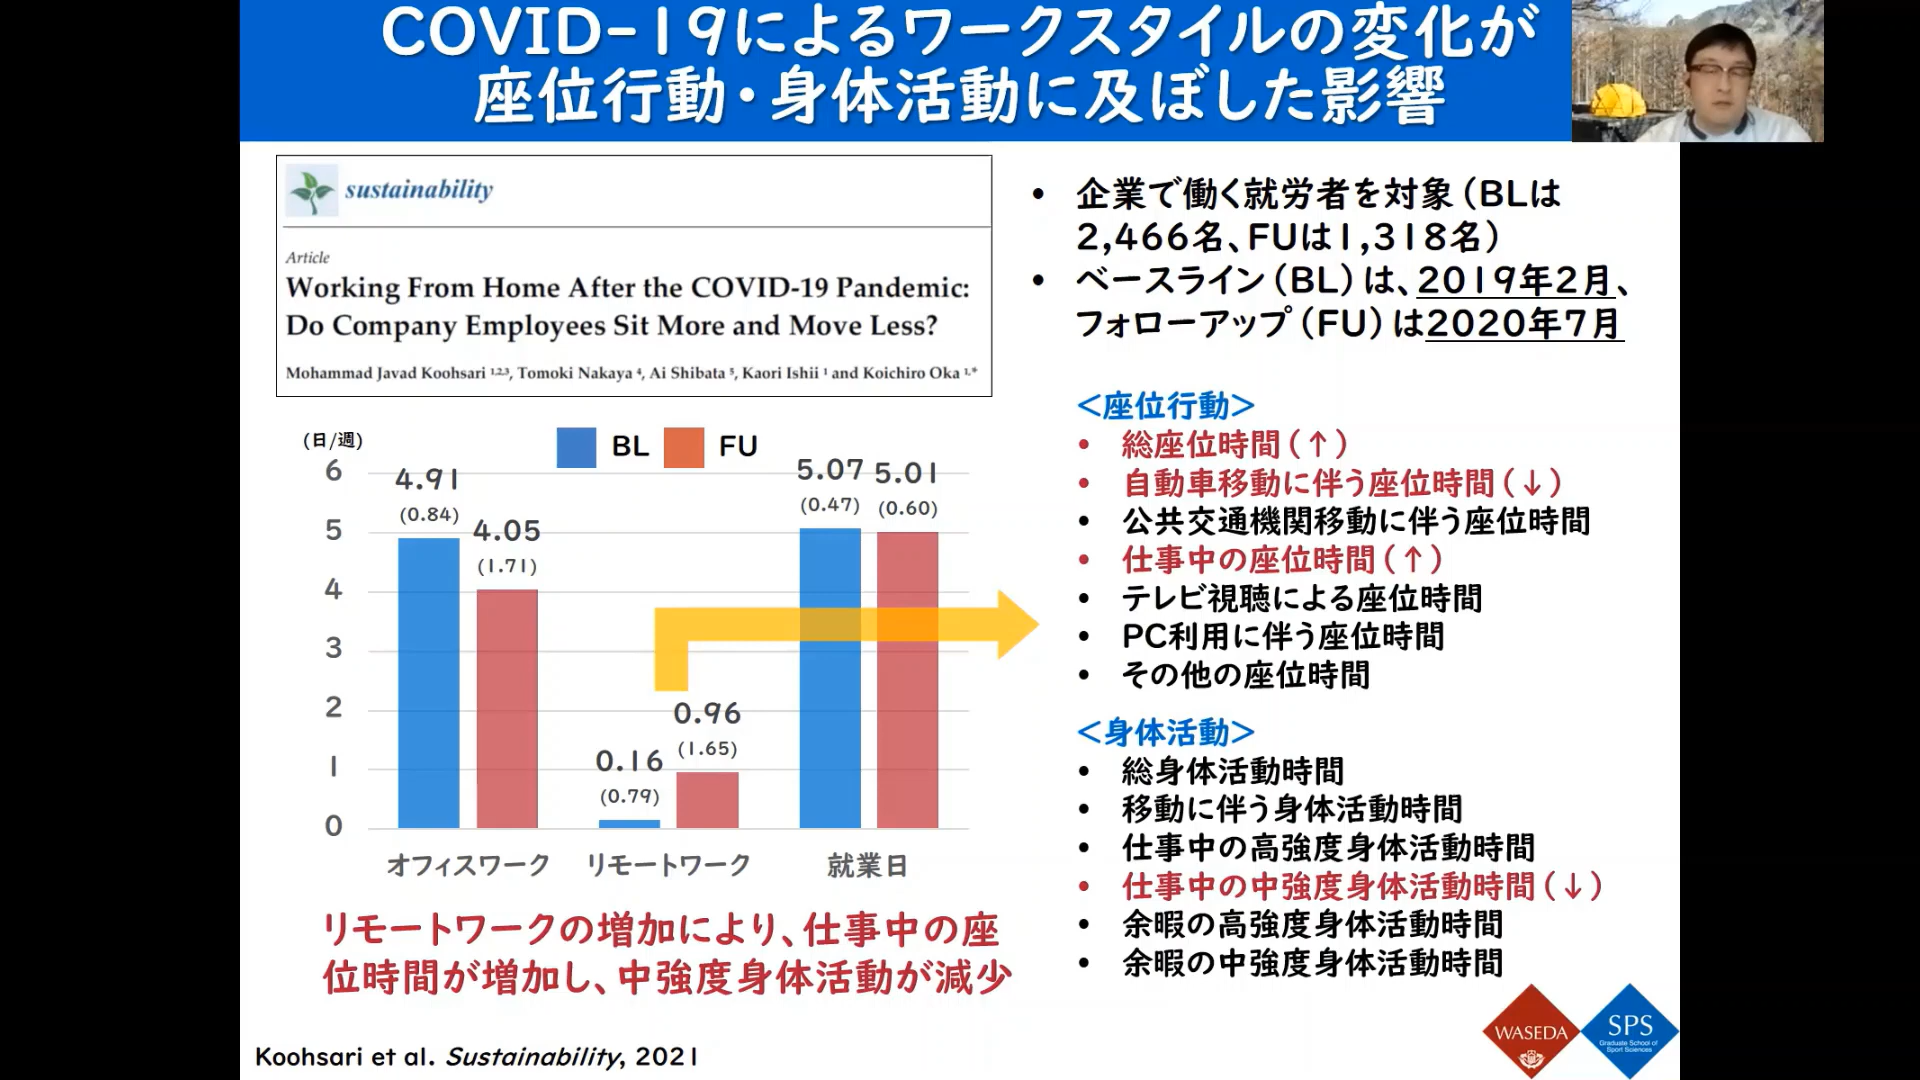 COVID-19によるワークスタイルの変化が
座位行動・身体活動に及ぼした影響
sustainability
Article
Working From Home After the COVID-19 Pandemic:
Do Company Employees Sit More and Move Less?
Mohammad Javad Koohsari 1,2,3, Tomoki Nakaya 4, Ai Shibata 5, Kaori Ishii 1 and Koichiro Oka 1,*
• 企業で働く就労者を対象（BLは
2,466名、FUは1,318名）
• ベースライン（BL）は、2019年2月、
フォローアップ（FU）は2020年7月
(日/週)
BL FU
6
5
4
3
2
1
0
4.91
(0.84)
4.05
(1.71)
0.16
(0.79)
0.96
(1.65)
5.07
(0.47)
5.01
(0.60)
オフィスワーク リモートワーク 就業日
リモートワークの増加により、仕事中の座
位時間が増加し、中強度身体活動が減少
＜座位行動＞
• 総座位時間（↑）
• 自動車移動に伴う座位時間（↓）
• 公共交通機関移動に伴う座位時間
• 仕事中の座位時間（↑）
• テレビ視聴による座位時間
• PC利用に伴う座位時間
• その他の座位時間
＜身体活動＞
• 総身体活動時間
• 移動に伴う身体活動時間
• 仕事中の高強度身体活動時間
• 仕事中の中強度身体活動時間（↓）
• 余暇の高強度身体活動時間
• 余暇の中強度身体活動時間
Koohsari et al. Sustainability, 2021
WASEDA
SPS
Graduate School of
Sport Sciences